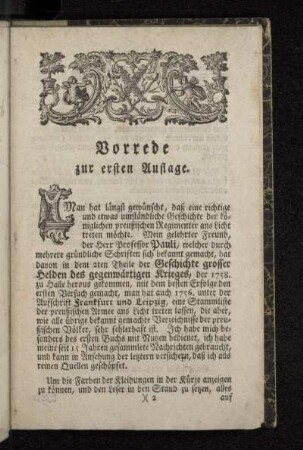 Vorrede
zur ersten Auflage.
Man hat längst gewünscht, daß eine richtige
und etwas umständliche Geschichte der kö-
niglichen preußischen Regimenter ans Licht
treten möchte. Mein gelehrter Freund,
der Herr Professor Pauli, welcher durch
mehrere gründliche Schriften sich bekannt gemacht, hat
davon in dem 2ten Theile der Geschichte grosser
Helden des gegenwärtigen Krieges, der 1758.
zu Halle heraus gekommen, mit dem besten Erfolge den
ersten Versuch gemacht, man hat auch 1756. unter der
Aufschrift Frankfurt und Leipzig, eine Stammliste
der preußischen Armee ans Licht treten lassen, die aber,
wie alle übrige bekannt gemachte Verzeichnisse der preu-
ßischen Völker, sehr fehlerhaft ist. Ich habe mich be-
sonders des ersten Buchs mit Nutzen bedienet, ich habe
meine seit 15 Jahren gesammlete Nachrichten gebraucht,
und kann in Ansehung der letztern versichern, daß ich aus
reinen Quellen geschöpfet.
Um die Farben der Kleidungen in der Kürze anzeigen
zu können, und den Leser in den Stand zu setzen, alles
X 2 auf